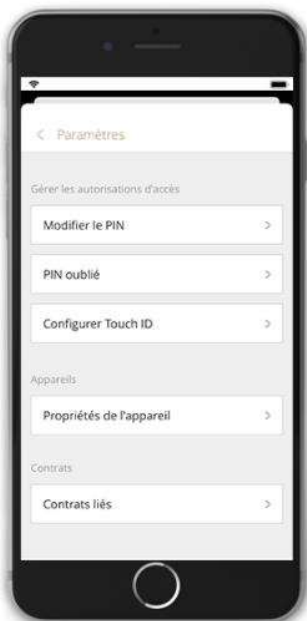 Paramètres
Gérer les autorisations d'accès
Modifier le PIN
PIN oublié
Configurer Touch ID
Appareils
Propriétés de l'appareil
Contrats
Contrats liés